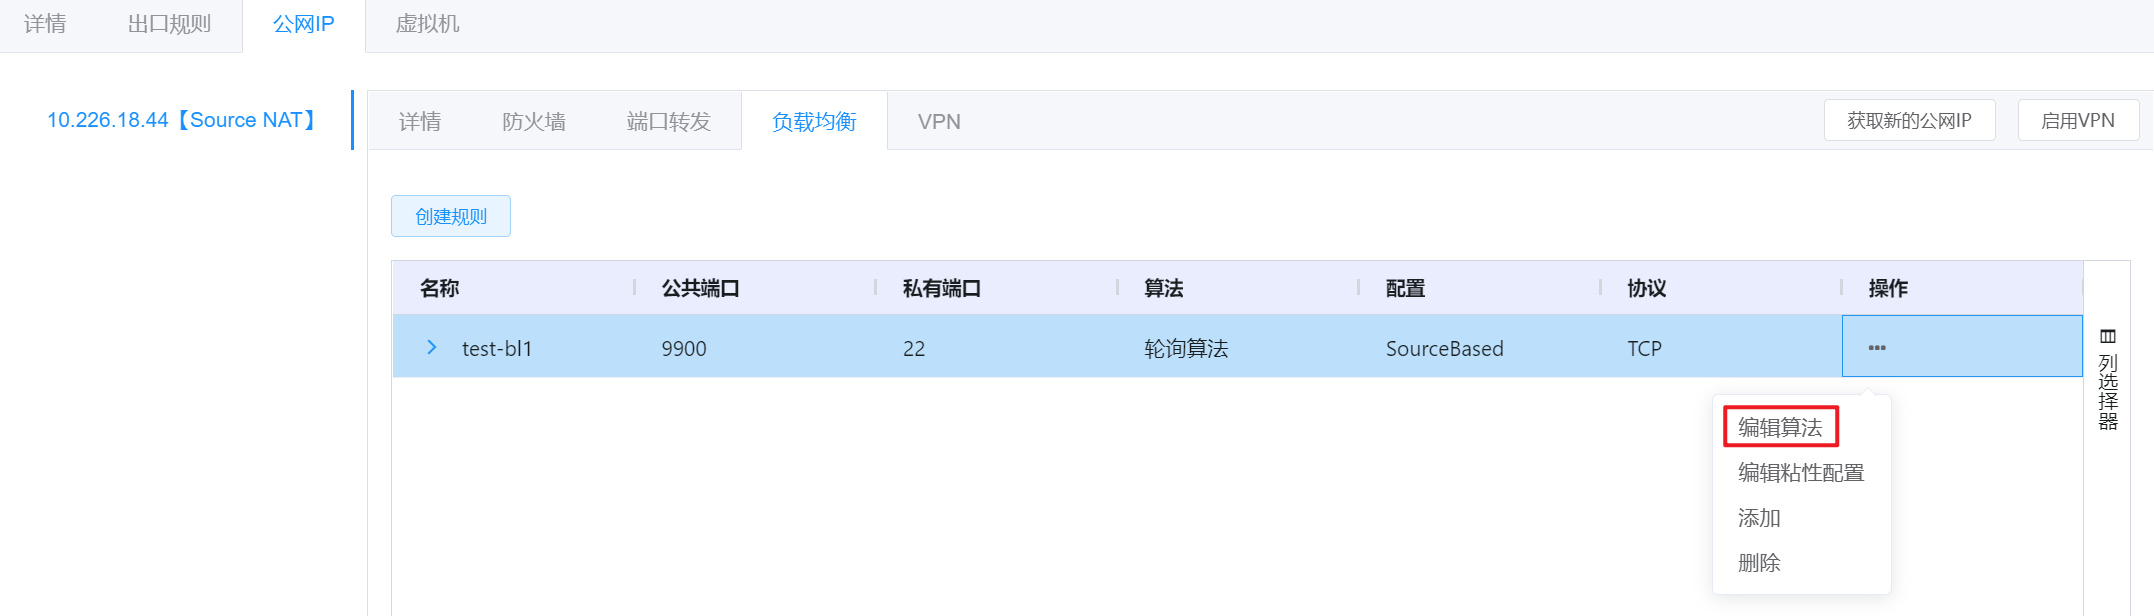 详情 出口规则 公网IP 虚拟机
10.226.18.44【Source NAT】
详情 防火墙 端口转发 负载均衡 VPN 获取新的公网IP 启用VPN
创建规则
名称 公共端口 私有端口 算法 配置 协议 操作
test-bl1 9900 22 轮询算法 SourceBased TCP •••
列选择器
编辑算法
编辑粘性配置
添加
删除